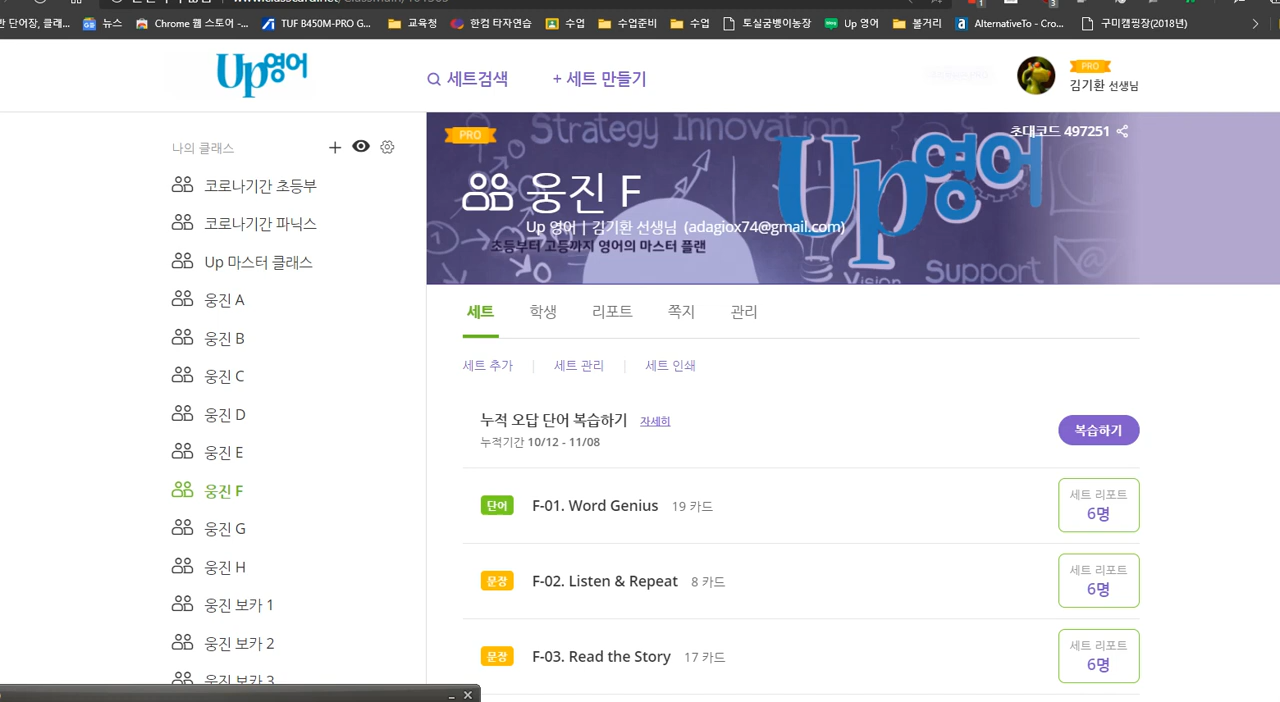 단어장, 클래...
뉴스
Chrome 웹 스토어 -...
TUF B450M-PRO G...
교육청
한컴 타자연습
수업
수업준비
수업
토실굼벵이농장
Up 영어
볼거리
AlternativeTo - Cro...
구미캠핑장(2018년)
Up영어
세트검색
+ 세트 만들기
PRO
김기환 선생님
나의 클래스
코로나기간 초등부
코로나기간 파닉스
Up 마스터 클래스
웅진 A
웅진 B
웅진 C
웅진 D
웅진 E
웅진 F
웅진 G
웅진 H
웅진 보카 1
웅진 보카 2
웅진 보카 3
PRO
Strategy Innovation
초대코드 497251
Up영어
웅진 F
Up 영어 | 김기환 선생님 (adagiox74@gmail.com)
초등부터 고등까지 영어의 마스터 플랜
Vision
Support
세트
학생
리포트
쪽지
관리
세트 추가
세트 관리
세트 인쇄
누적 오답 단어 복습하기 자세히
누적기간 10/12 - 11/08
복습하기
단어 F-01. Word Genius 19 카드
세트 리포트
6명
문장 F-02. Listen & Repeat 8 카드
세트 리포트
6명
문장 F-03. Read the Story 17 카드
세트 리포트
6명